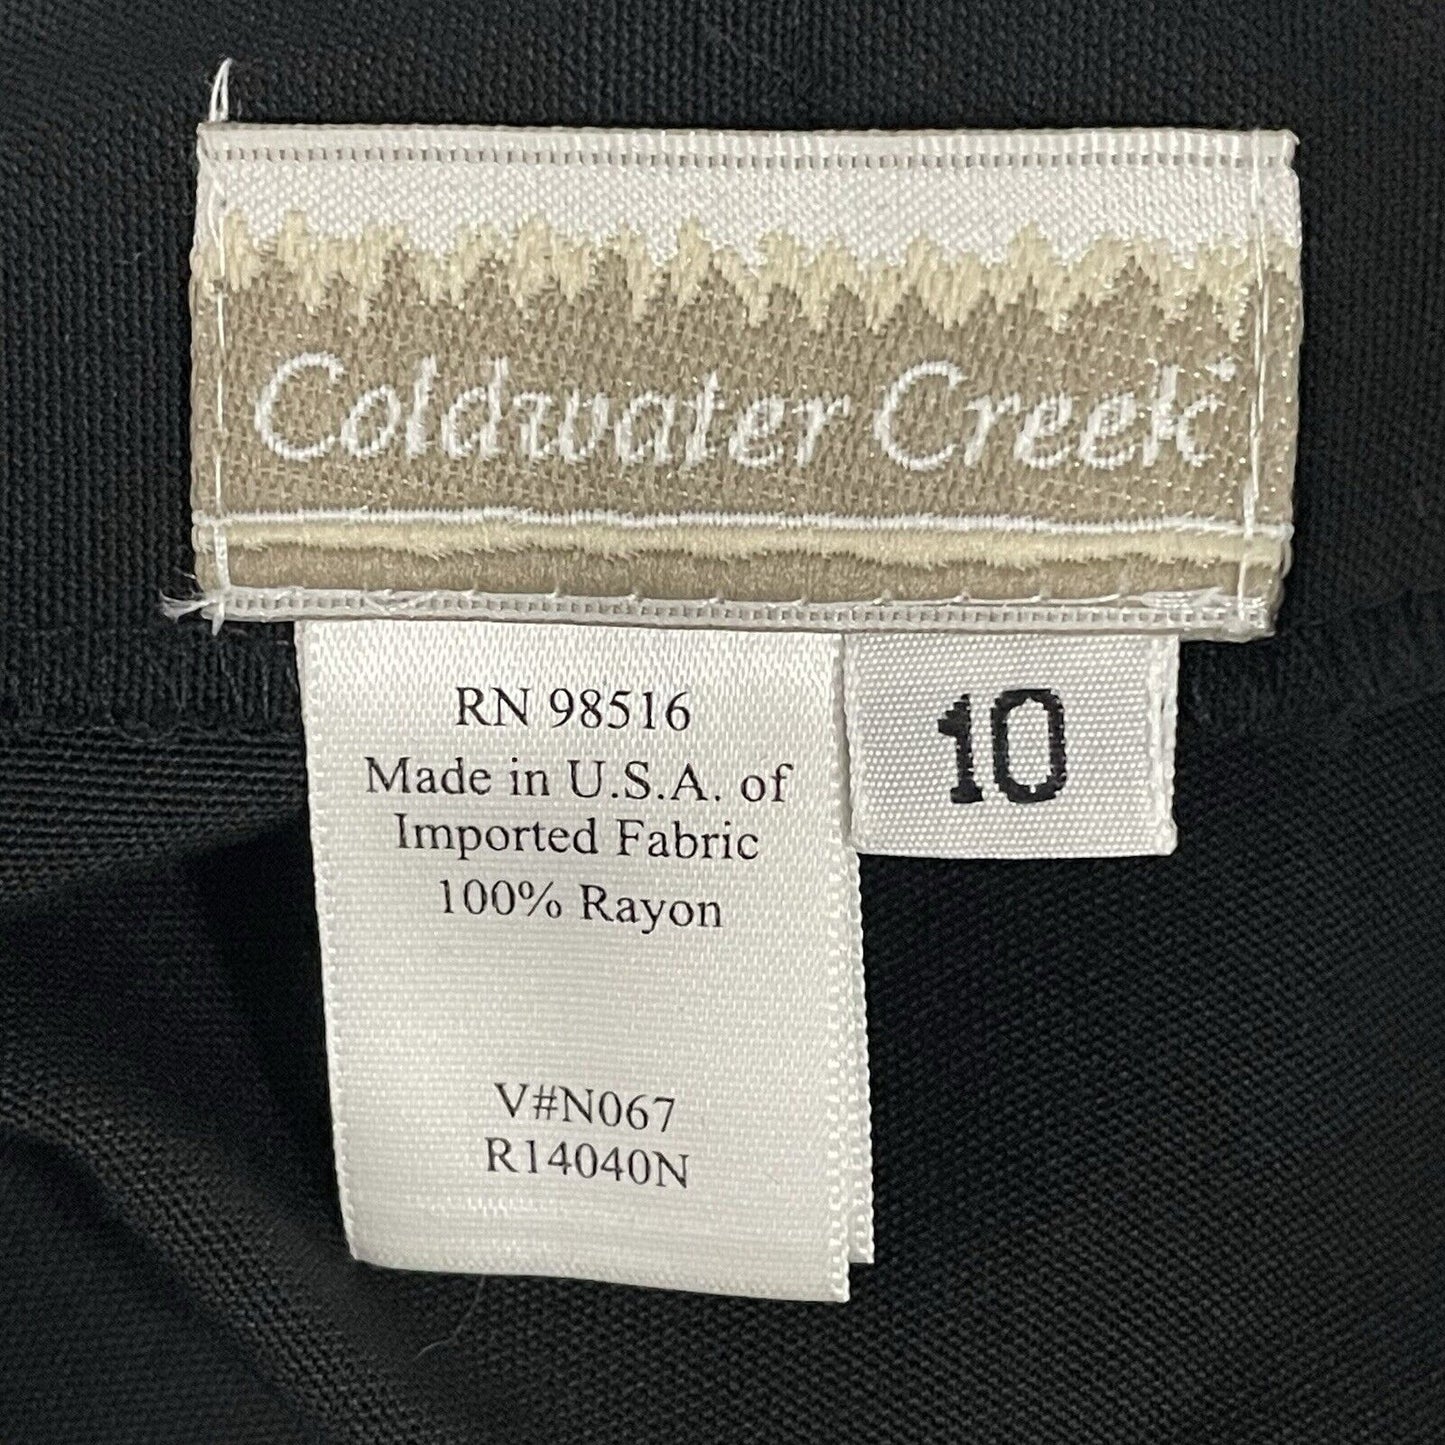 Coldwater Creek
10
RN 98516
Made in U.S.A. of
Imported Fabric
100% Rayon
V#N067
R14040N